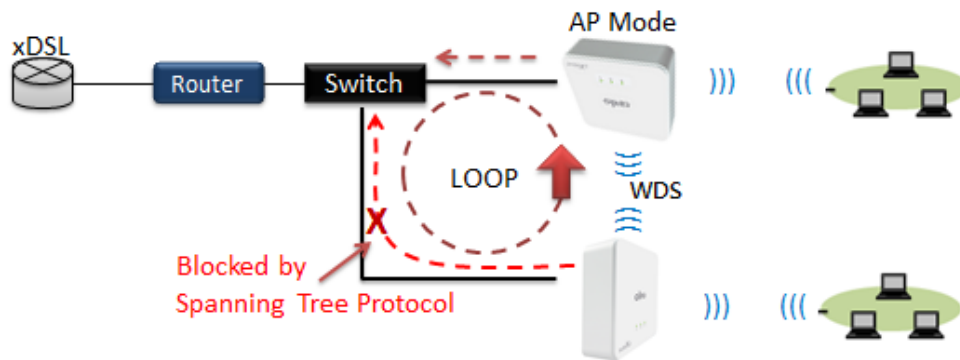 AP Mode
xDSL
Router
Switch
LOOP
WDS
X
Blocked by
Spanning Tree Protocol